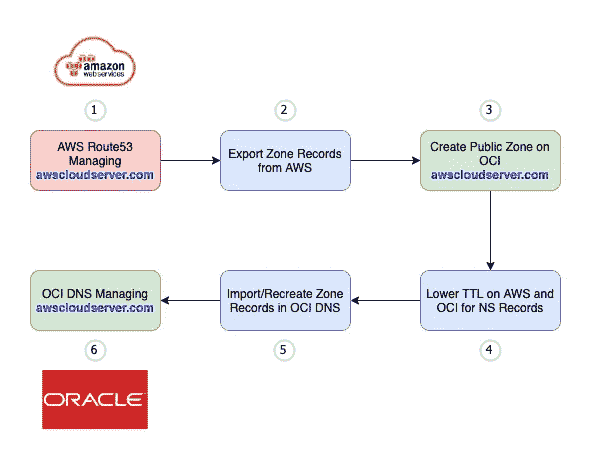 amazon
webservices
1
2
3
AWS Route53
Managing
awscloudserver.com
Export Zone Records
from AWS
Create Public Zone on
OCI
awscloudserver.com
OCI DNS Managing
awscloudserver.com
Import/Recreate Zone
Records in OCI DNS
Lower TTL on AWS and
OCI for NS Records
6
5
4
ORACLE